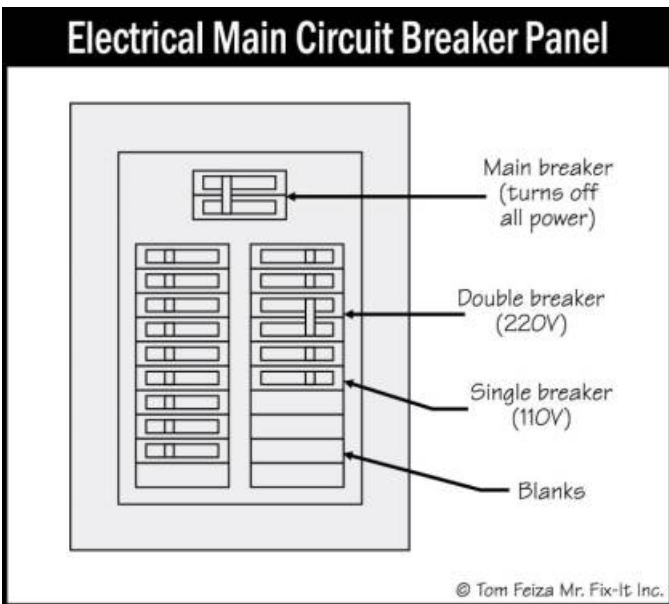 Electrical Main Circuit Breaker Panel
Main breaker
(turns off
all power)
Double breaker
(220V)
Single breaker
(110V)
Blanks
© Tom Feiza Mr. Fix-It Inc.